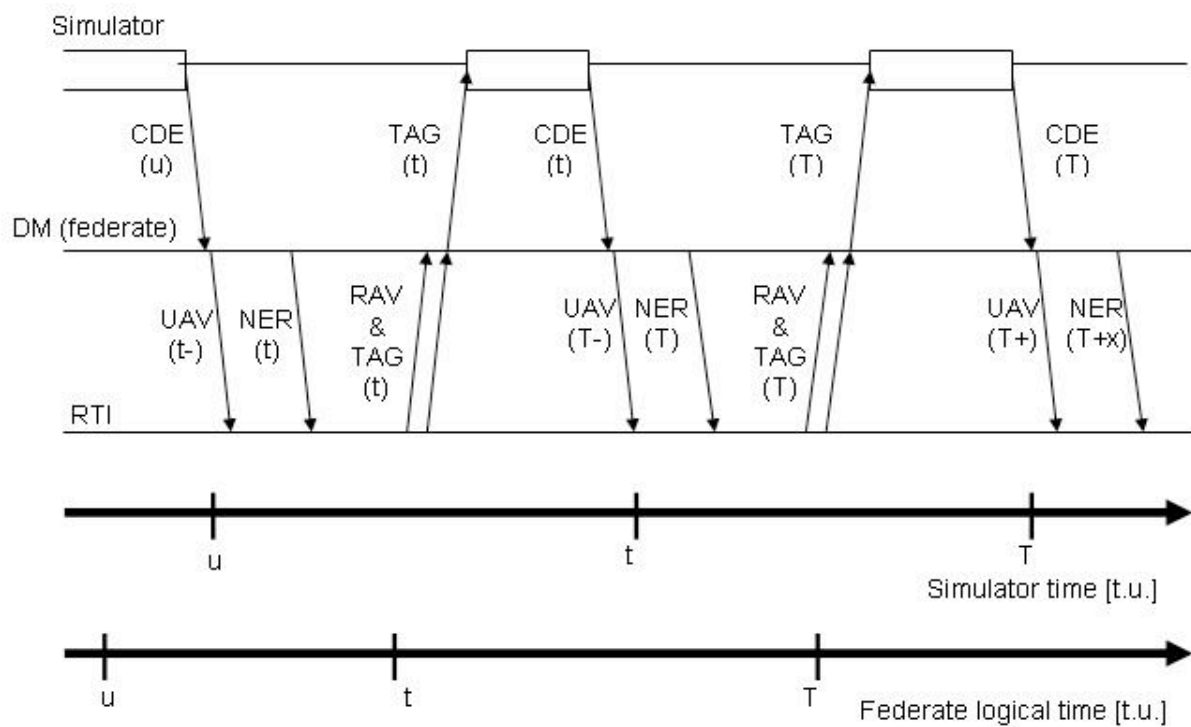 Simulator
CDE
(u)
TAG
(t)
CDE
(t)
TAG
(T)
CDE
(T)
DM (federate)
UAV
(t-)
NER
(t)
RAV
&
TAG
(t)
UAV
(T-)
NER
(T)
RAV
&
TAG
(T)
UAV
(T+)
NER
(T+x)
RTI
u
t
T
Simulator time [t.u.]
u
t
T
Federate logical time [t.u.]